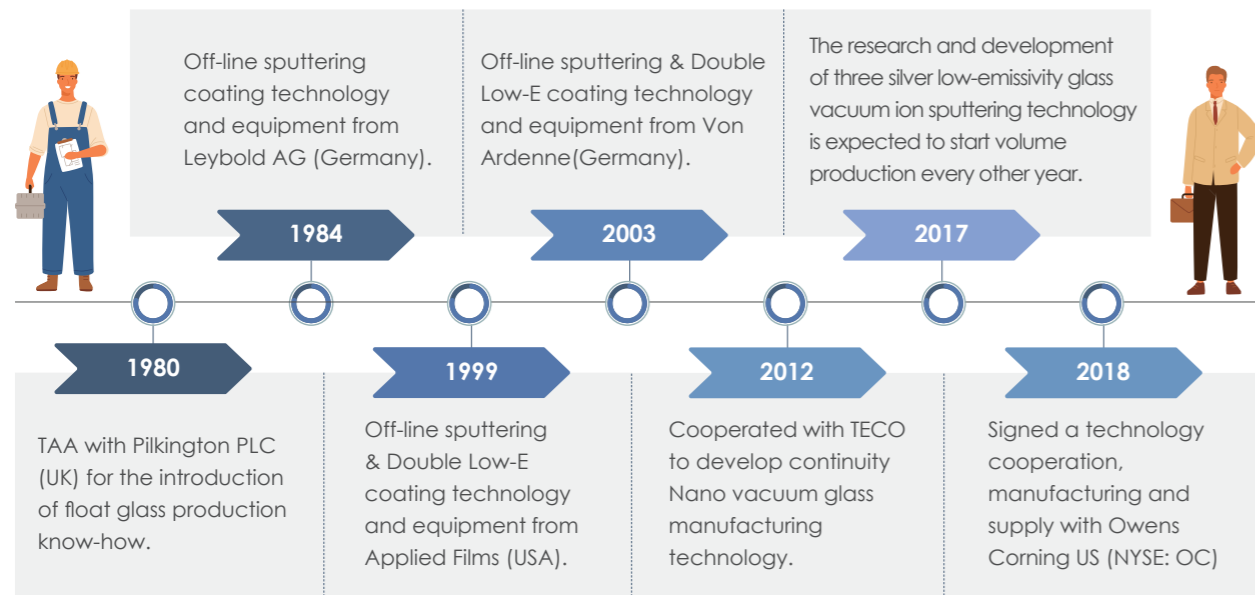 Off-line sputtering
coating technology
and equipment from
Leybold AG (Germany).
1984
Off-line sputtering & Double
Low-E coating technology
and equipment from Von
Ardenne(Germany).
2003
The research and development
of three silver low-emissivity glass
vacuum ion sputtering technology
is expected to start volume
production every other year.
2017
1980
TAA with Pilkington PLC
(UK) for the introduction
of float glass production
know-how.
1999
Off-line sputtering
& Double Low-E
coating technology
and equipment from
Applied Films (USA).
2012
Cooperated with TECO
to develop continuity
Nano vacuum glass
manufacturing
technology.
2018
Signed a technology
cooperation,
manufacturing and
supply with Owens
Corning US (NYSE: OC)